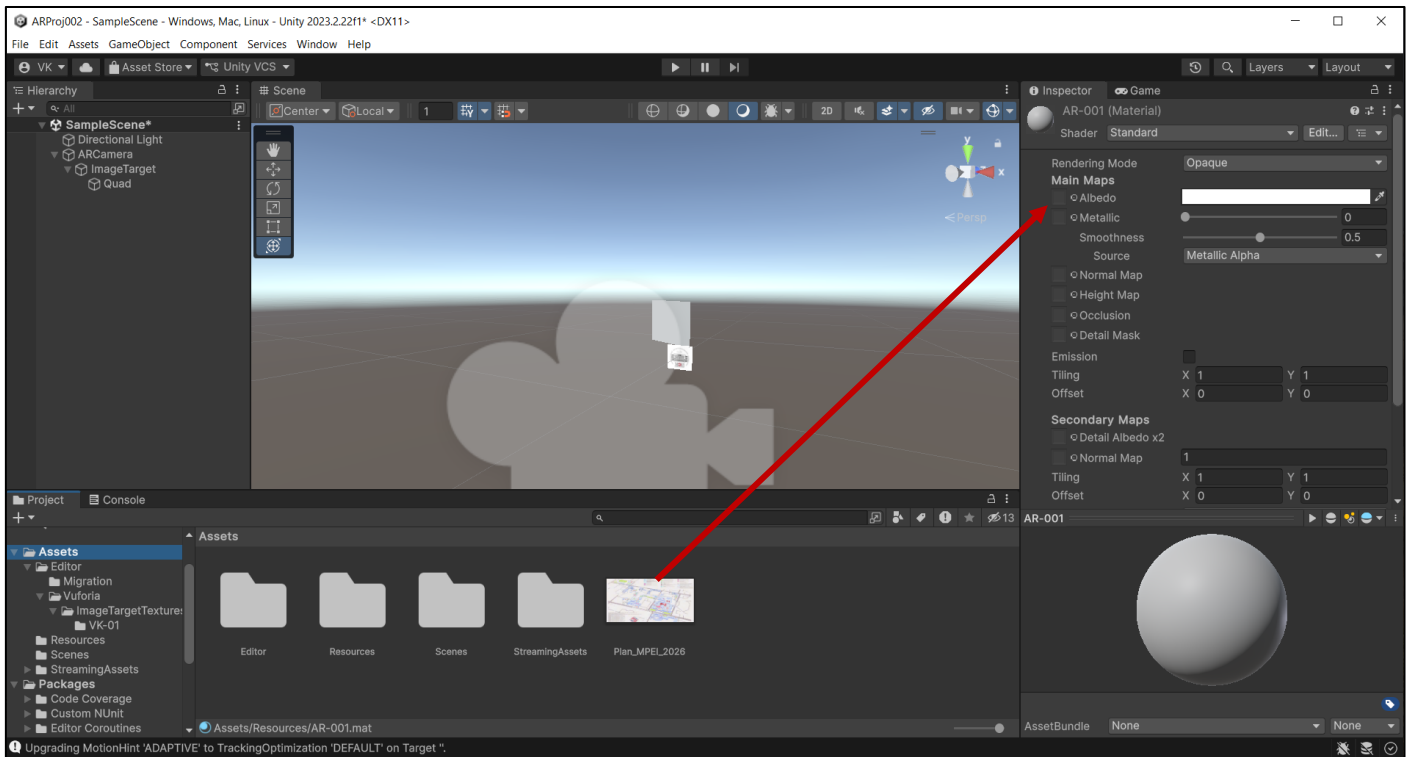 ARProj002 - SampleScene - Windows, Mac, Linux - Unity 2023.2.22f1* <DX11>
File Edit Assets GameObject Component Services Window Help
VK Asset Store Unity VCS Layers Layout
Hierarchy
All
SampleScene*
Directional Light
ARCamera
ImageTarget
Quad
Scene
Center Local 1 2D
y
x
Persp
Inspector Game
AR-001 (Material)
Shader Standard Edit...
Rendering Mode Opaque
Main Maps
Albedo
Metallic 0
Smoothness 0.5
Source Metallic Alpha
Normal Map
Height Map
Occlusion
Detail Mask
Emission
Tiling X 1 Y 1
Offset X 0 Y 0
Secondary Maps
Detail Albedo x2
Normal Map 1
Tiling X 1 Y 1
Offset X 0 Y 0
Project Console
13
Assets
Editor
Migration
Vuforia
ImageTargetTextures
VK-01
Resources
Scenes
StreamingAssets
Packages
Code Coverage
Custom NUnit
Editor Coroutines
Assets
Editor Resources Scenes StreamingAssets Plan_MPEI_2026
Assets/Resources/AR-001.mat
AR-001
AssetBundle None None
Upgrading MotionHint 'ADAPTIVE' to TrackingOptimization 'DEFAULT' on Target ''.